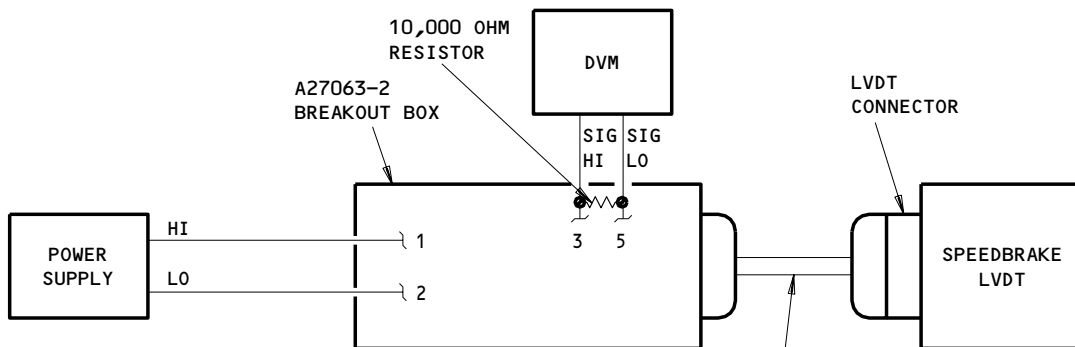 10,000 OHM
RESISTOR
DVM
A27063-2
BREAKOUT BOX
LVDT
CONNECTOR
SIG SIG
HI LO
HI
1
3 5
POWER
SUPPLY
SPEEDBRAKE
LVDT
LO
2